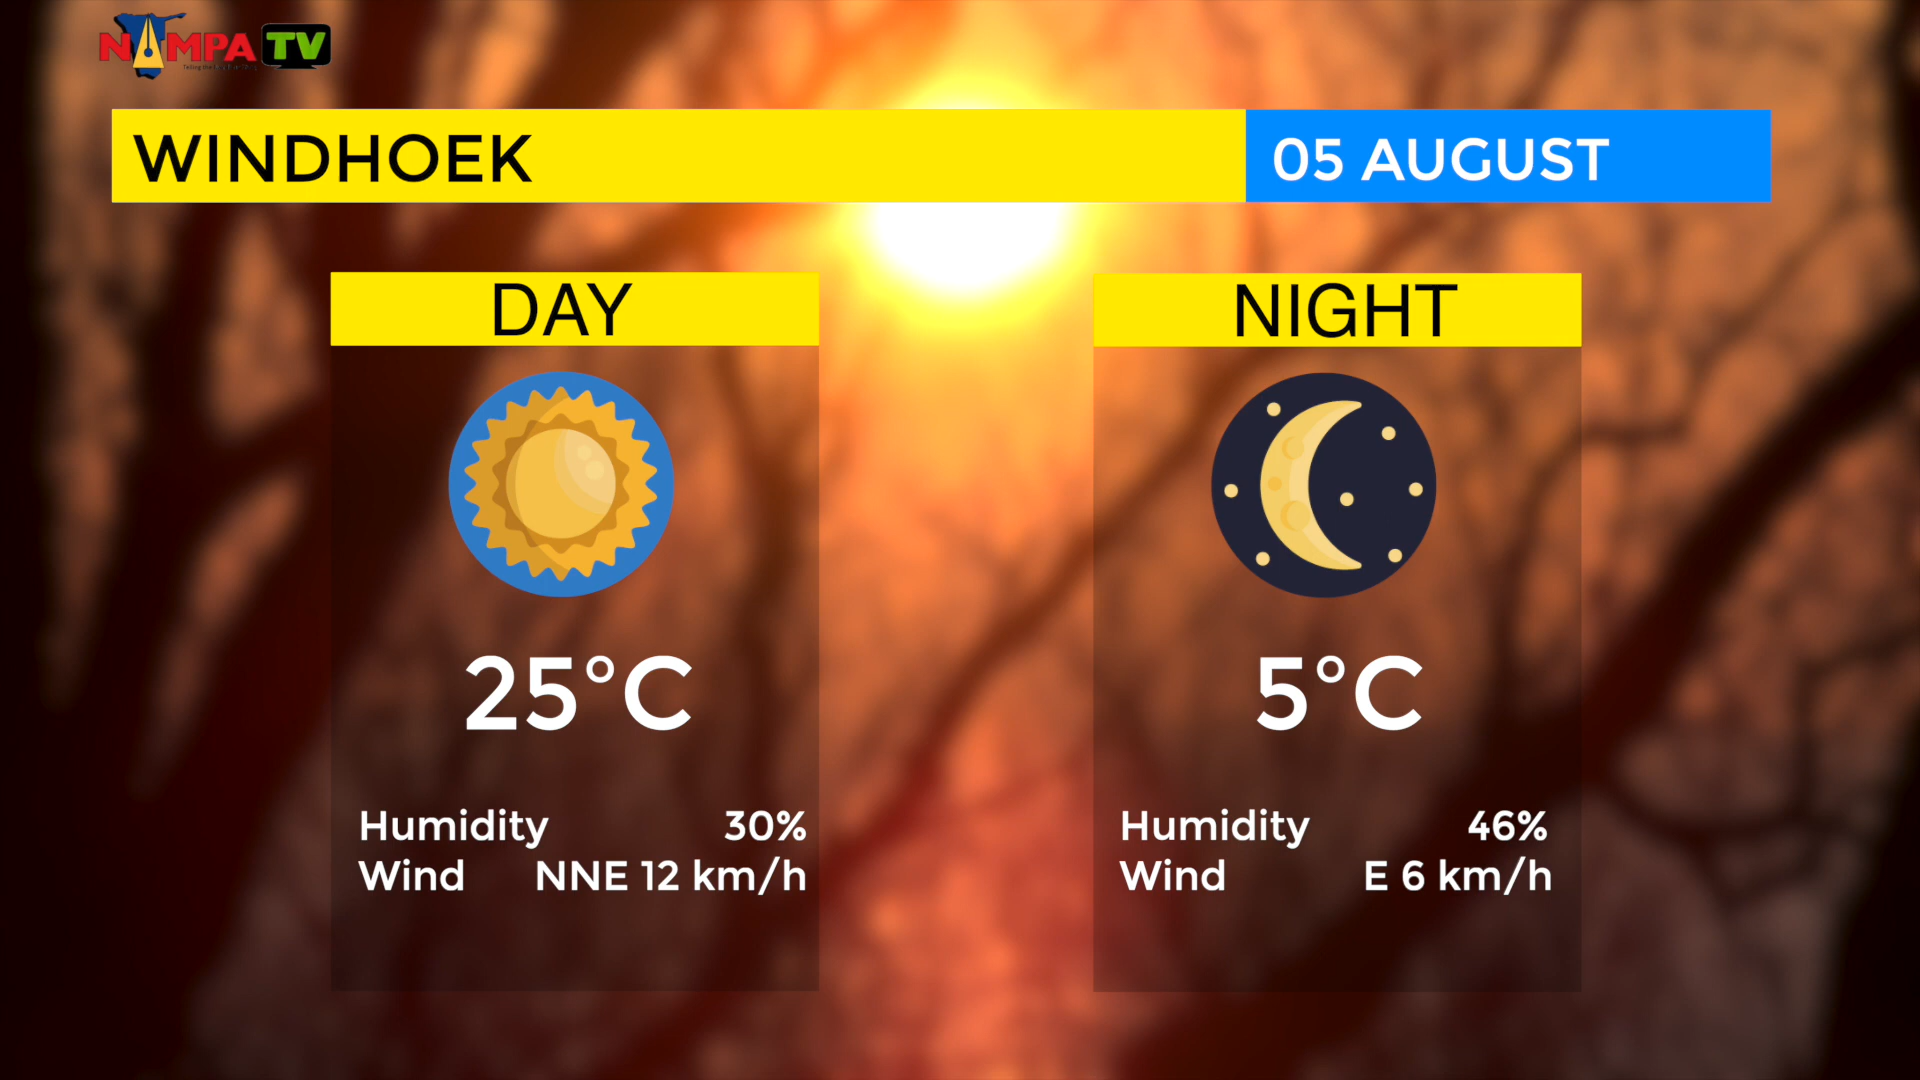 NAMPA TV
WINDHOEK
05 AUGUST
DAY
NIGHT
25°C
5°C
Humidity 30%
Wind NNE 12 km/h
Humidity 46%
Wind E 6 km/h